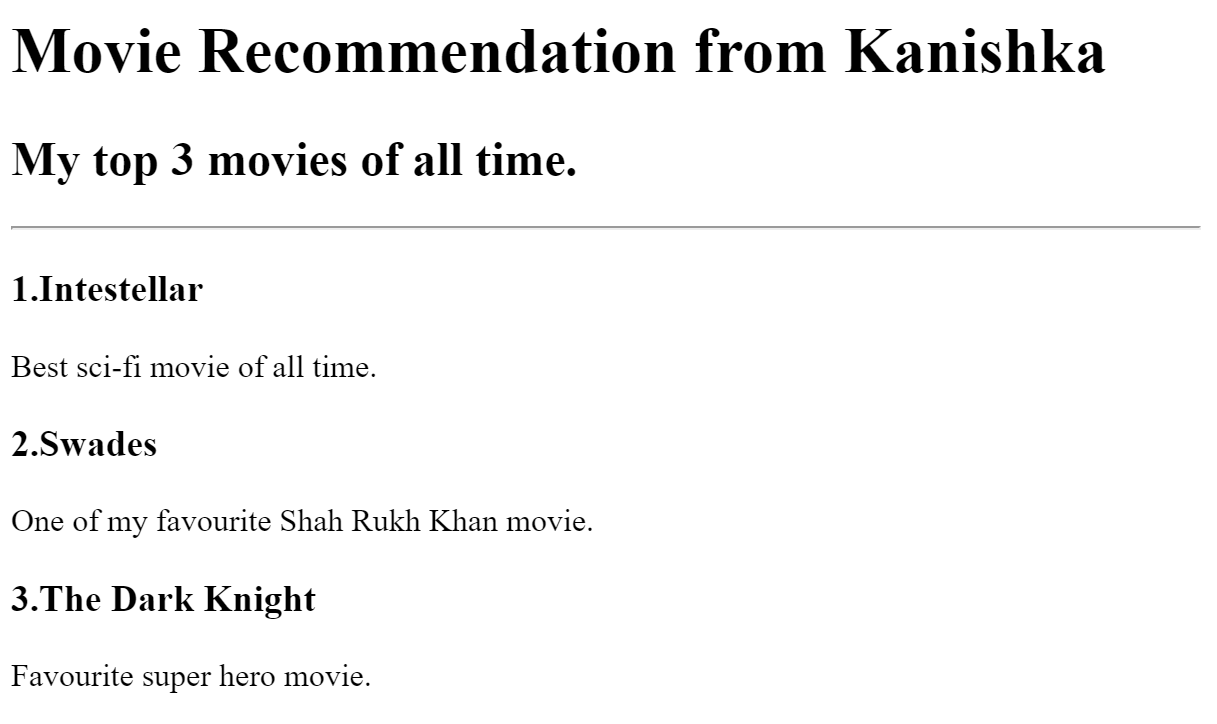 Movie Recommendation from Kanishka
My top 3 movies of all time.
1.Intestellar
Best sci-fi movie of all time.
2.Swades
One of my favourite Shah Rukh Khan movie.
3.The Dark Knight
Favourite super hero movie.